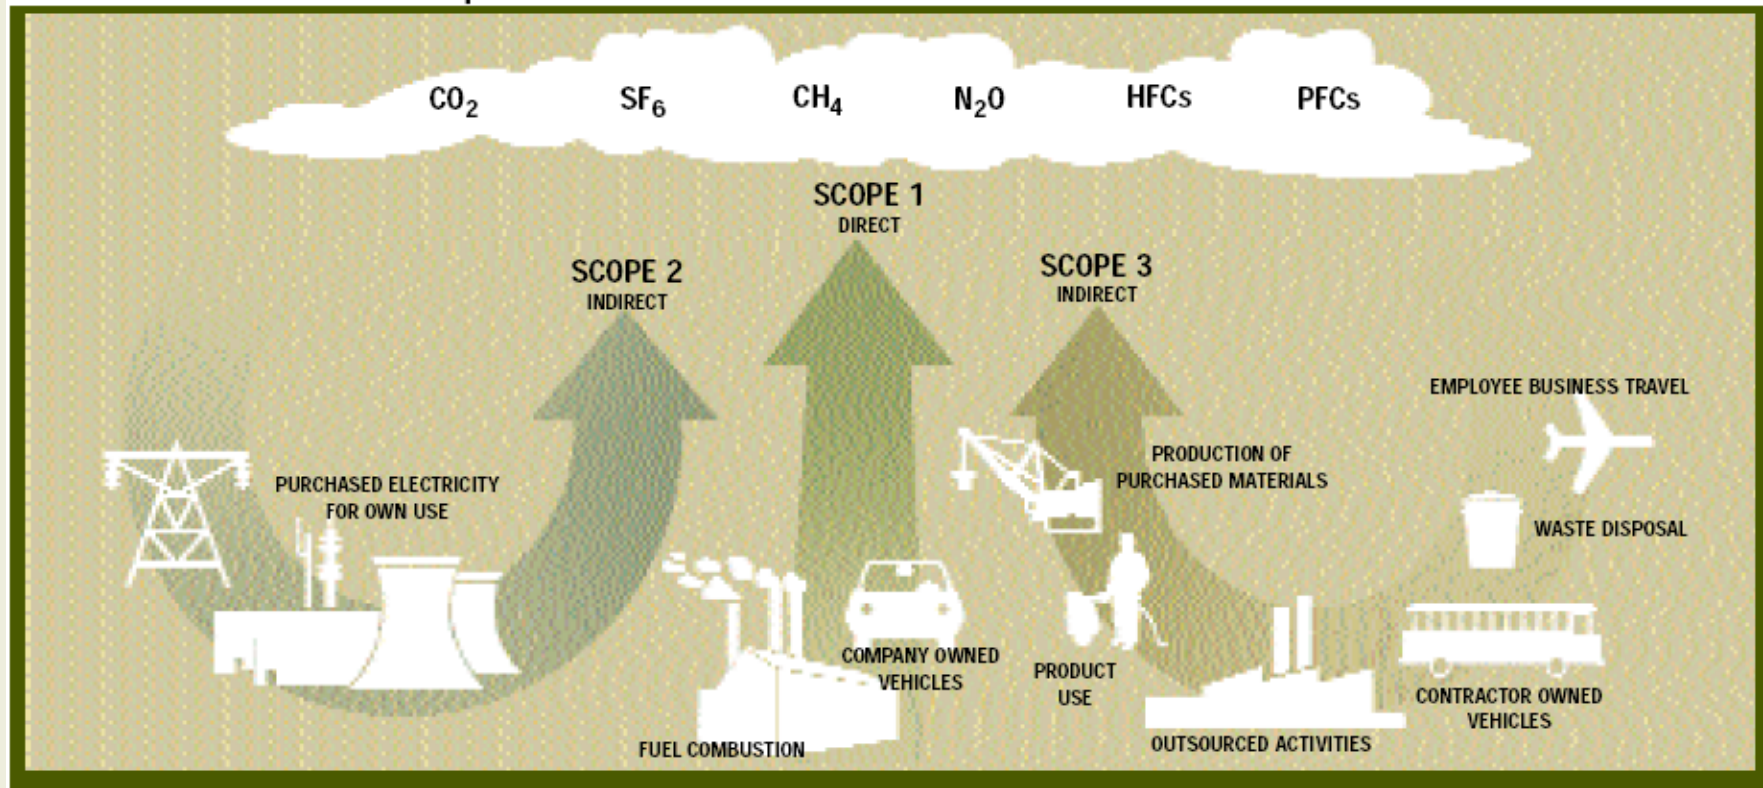 CO₂ SF₆ CH₄ N₂O HFCs PFCs
SCOPE 1
DIRECT
SCOPE 2
INDIRECT
SCOPE 3
INDIRECT
PURCHASED ELECTRICITY
FOR OWN USE
FUEL COMBUSTION
COMPANY OWNED
VEHICLES
PRODUCTION OF
PURCHASED MATERIALS
PRODUCT
USE
OUTSOURCED ACTIVITIES
EMPLOYEE BUSINESS TRAVEL
WASTE DISPOSAL
CONTRACTOR OWNED
VEHICLES